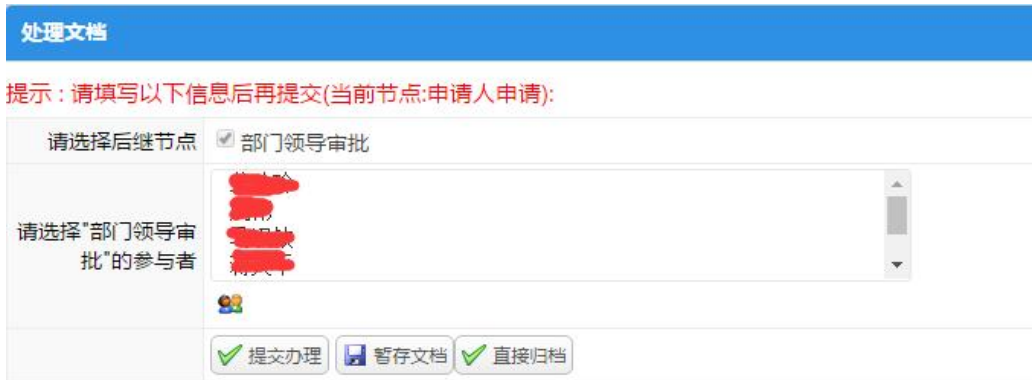 处理文档
提示：请填写以下信息后再提交(当前节点:申请人申请):
请选择后继节点 部门领导审批
请选择"部门领导审
批"的参与者
提交办理 暂存文档 直接归档